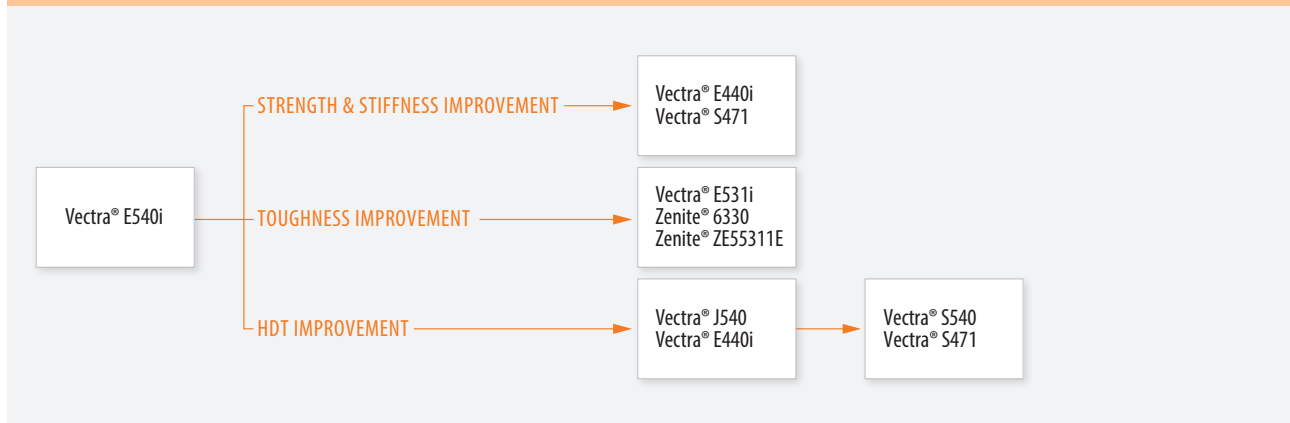 Vectra® E540i
STRENGTH & STIFFNESS IMPROVEMENT
Vectra® E440i
Vectra® S471
TOUGHNESS IMPROVEMENT
Vectra® E531i
Zenite® 6330
Zenite® ZE55311E
HDT IMPROVEMENT
Vectra® J540
Vectra® E440i
Vectra® S540
Vectra® S471